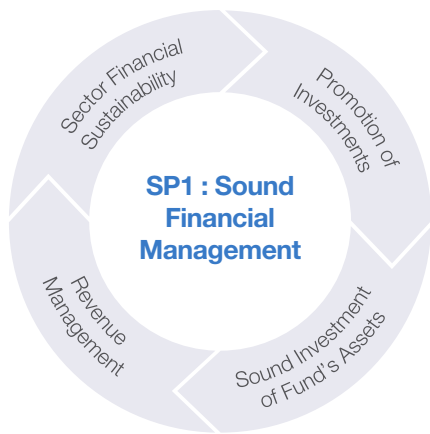 Sector Financial
Sustainability
Promotion of
Investments
SP1 : Sound
Financial
Management
Revenue
Management
Sound Investment
of Fund's Assets